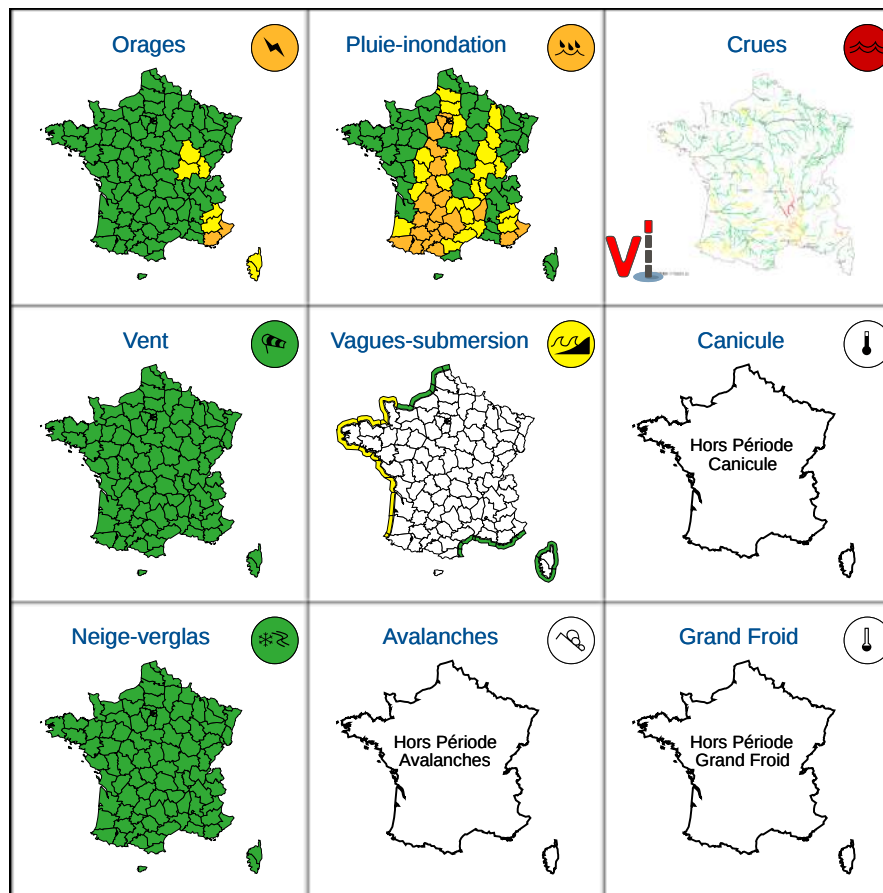 Orages
Pluie-inondation
Crues
Vi
Vent
Vagues-submersion
Canicule
Hors Période
Canicule
Neige-verglas
Avalanches
Grand Froid
Hors Période
Avalanches
Hors Période
Grand Froid